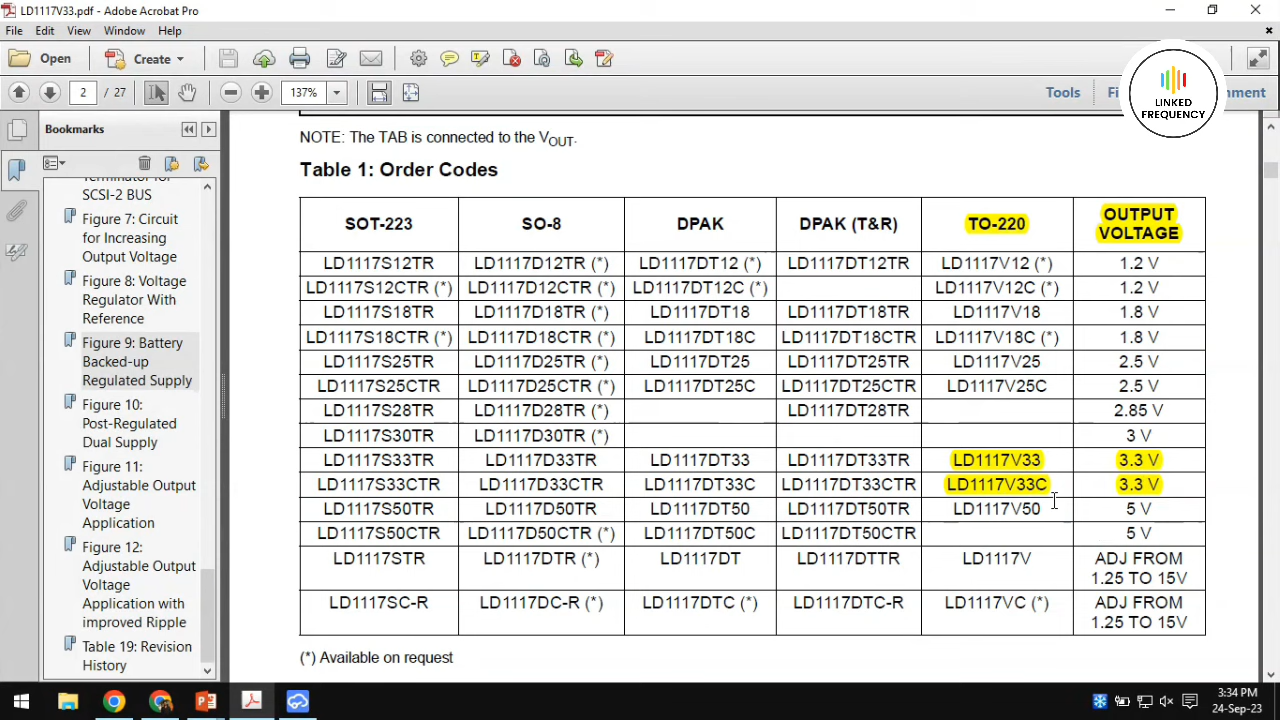 LD1117V33.pdf - Adobe Acrobat Pro
File Edit View Window Help
Open Create
2 / 27 137% Tools Fi mment
LINKED
FREQUENCY
Bookmarks
SCSI-2 BUS
Figure 7: Circuit
for Increasing
Output Voltage
Figure 8: Voltage
Regulator With
Reference
Figure 9: Battery
Backed-up
Regulated Supply
Figure 10:
Post-Regulated
Dual Supply
Figure 11:
Adjustable Output
Voltage
Application
Figure 12:
Adjustable Output
Voltage
Application with
improved Ripple
Table 19: Revision
History
NOTE: The TAB is connected to the VOUT.
Table 1: Order Codes
SOT-223 SO-8 DPAK DPAK (T&R) TO-220 OUTPUT VOLTAGE
LD1117S12TR LD1117D12TR (*) LD1117DT12 (*) LD1117DT12TR LD1117V12 (*) 1.2 V
LD1117S12CTR (*) LD1117D12CTR (*) LD1117DT12C (*) LD1117V12C (*) 1.2 V
LD1117S18TR LD1117D18TR (*) LD1117DT18 LD1117DT18TR LD1117V18 1.8 V
LD1117S18CTR (*) LD1117D18CTR (*) LD1117DT18C LD1117DT18CTR LD1117V18C (*) 1.8 V
LD1117S25TR LD1117D25TR (*) LD1117DT25 LD1117DT25TR LD1117V25 2.5 V
LD1117S25CTR LD1117D25CTR (*) LD1117DT25C LD1117DT25CTR LD1117V25C 2.5 V
LD1117S28TR LD1117D28TR (*) LD1117DT28TR 2.85 V
LD1117S30TR LD1117D30TR (*) 3 V
LD1117S33TR LD1117D33TR LD1117DT33 LD1117DT33TR LD1117V33 3.3 V
LD1117S33CTR LD1117D33CTR LD1117DT33C LD1117DT33CTR LD1117V33C 3.3 V
LD1117S50TR LD1117D50TR LD1117DT50 LD1117DT50TR LD1117V50 5 V
LD1117S50CTR LD1117D50CTR (*) LD1117DT50C LD1117DT50CTR 5 V
LD1117STR LD1117DTR (*) LD1117DT LD1117DTTR LD1117V ADJ FROM 1.25 TO 15V
LD1117SC-R LD1117DC-R (*) LD1117DTC (*) LD1117DTC-R LD1117VC (*) ADJ FROM 1.25 TO 15V
(*) Available on request
3:34 PM
24-Sep-23